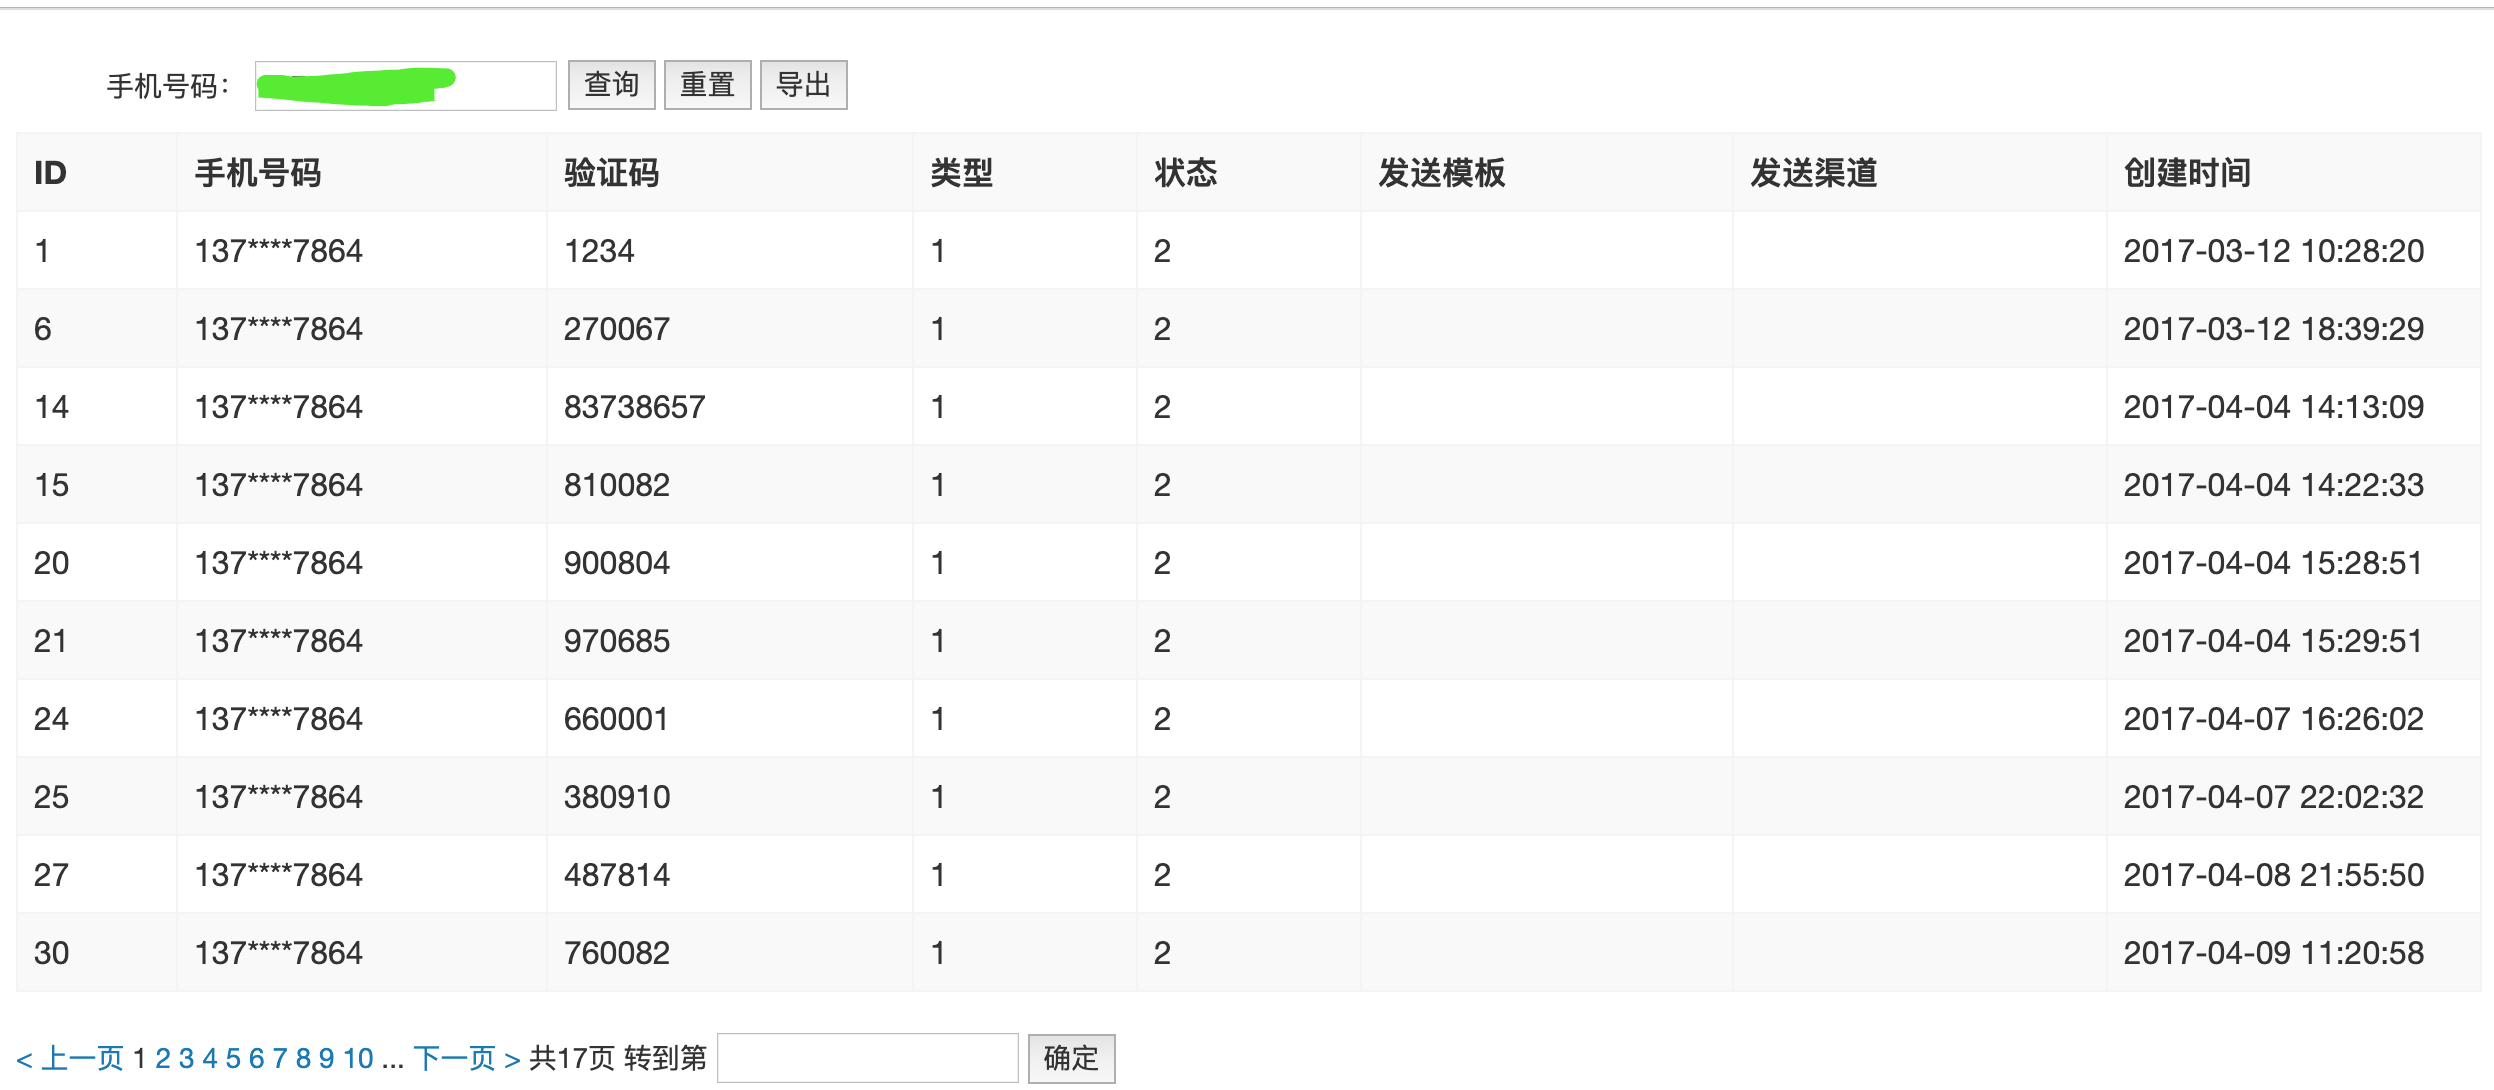 手机号码： 查询 重置 导出
ID 手机号码 验证码 类型 状态 发送模板 发送渠道 创建时间
1 137****7864 1234 1 2 2017-03-12 10:28:20
6 137****7864 270067 1 2 2017-03-12 18:39:29
14 137****7864 83738657 1 2 2017-04-04 14:13:09
15 137****7864 810082 1 2 2017-04-04 14:22:33
20 137****7864 900804 1 2 2017-04-04 15:28:51
21 137****7864 970685 1 2 2017-04-04 15:29:51
24 137****7864 660001 1 2 2017-04-07 16:26:02
25 137****7864 380910 1 2 2017-04-07 22:02:32
27 137****7864 487814 1 2 2017-04-08 21:55:50
30 137****7864 760082 1 2 2017-04-09 11:20:58
< 上一页 1 2 3 4 5 6 7 8 9 10 ... 下一页 > 共17页 转到第 确定